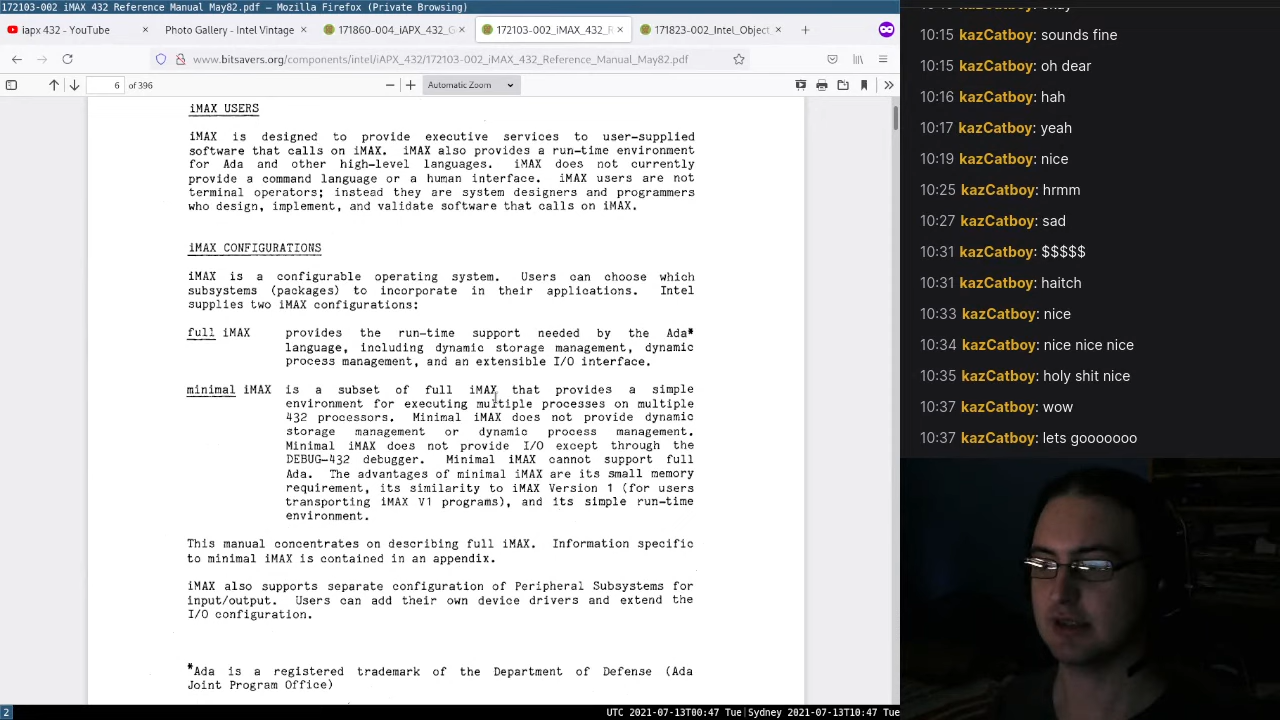 172103-002 iMAX 432 Reference Manual May82.pdf – Mozilla Firefox (Private Browsing)
iapx 432 - YouTube
Photo Gallery - Intel Vintage
171860-004_iAPX_432_G
172103-002_iMAX_432_R
171823-002_Intel_Object
www.bitsavers.org/components/intel/iAPX_432/172103-002_iMAX_432_Reference_Manual_May82.pdf
6 of 396
Automatic Zoom
iMAX USERS
iMAX is designed to provide executive services to user-supplied
software that calls on iMAX. iMAX also provides a run-time environment
for Ada and other high-level languages. iMAX does not currently
provide a command language or a human interface. iMAX users are not
terminal operators; instead they are system designers and programmers
who design, implement, and validate software that calls on iMAX.
iMAX CONFIGURATIONS
iMAX is a configurable operating system. Users can choose which
subsystems (packages) to incorporate in their applications. Intel
supplies two iMAX configurations:
full iMAX provides the run-time support needed by the Ada*
language, including dynamic storage management, dynamic
process management, and an extensible I/O interface.
minimal iMAX is a subset of full iMAX that provides a simple
environment for executing multiple processes on multiple
432 processors. Minimal iMAX does not provide dynamic
storage management or dynamic process management.
Minimal iMAX does not provide I/O except through the
DEBUG-432 debugger. Minimal iMAX cannot support full
Ada. The advantages of minimal iMAX are its small memory
requirement, its similarity to iMAX Version 1 (for users
transporting iMAX V1 programs), and its simple run-time
environment.
This manual concentrates on describing full iMAX. Information specific
to minimal iMAX is contained in an appendix.
iMAX also supports separate configuration of Peripheral Subsystems for
input/output. Users can add their own device drivers and extend the
I/O configuration.
*Ada is a registered trademark of the Department of Defense (Ada
Joint Program Office)
2
UTC 2021-07-13T00:47 Tue|Sydney 2021-07-13T10:47 Tue
10:15 kazCatboy: sounds fine
10:15 kazCatboy: oh dear
10:16 kazCatboy: hah
10:17 kazCatboy: yeah
10:19 kazCatboy: nice
10:25 kazCatboy: hrmm
10:27 kazCatboy: sad
10:31 kazCatboy: $$$$$
10:31 kazCatboy: haitch
10:33 kazCatboy: nice
10:34 kazCatboy: nice nice nice
10:35 kazCatboy: holy shit nice
10:37 kazCatboy: wow
10:37 kazCatboy: lets gooooooo